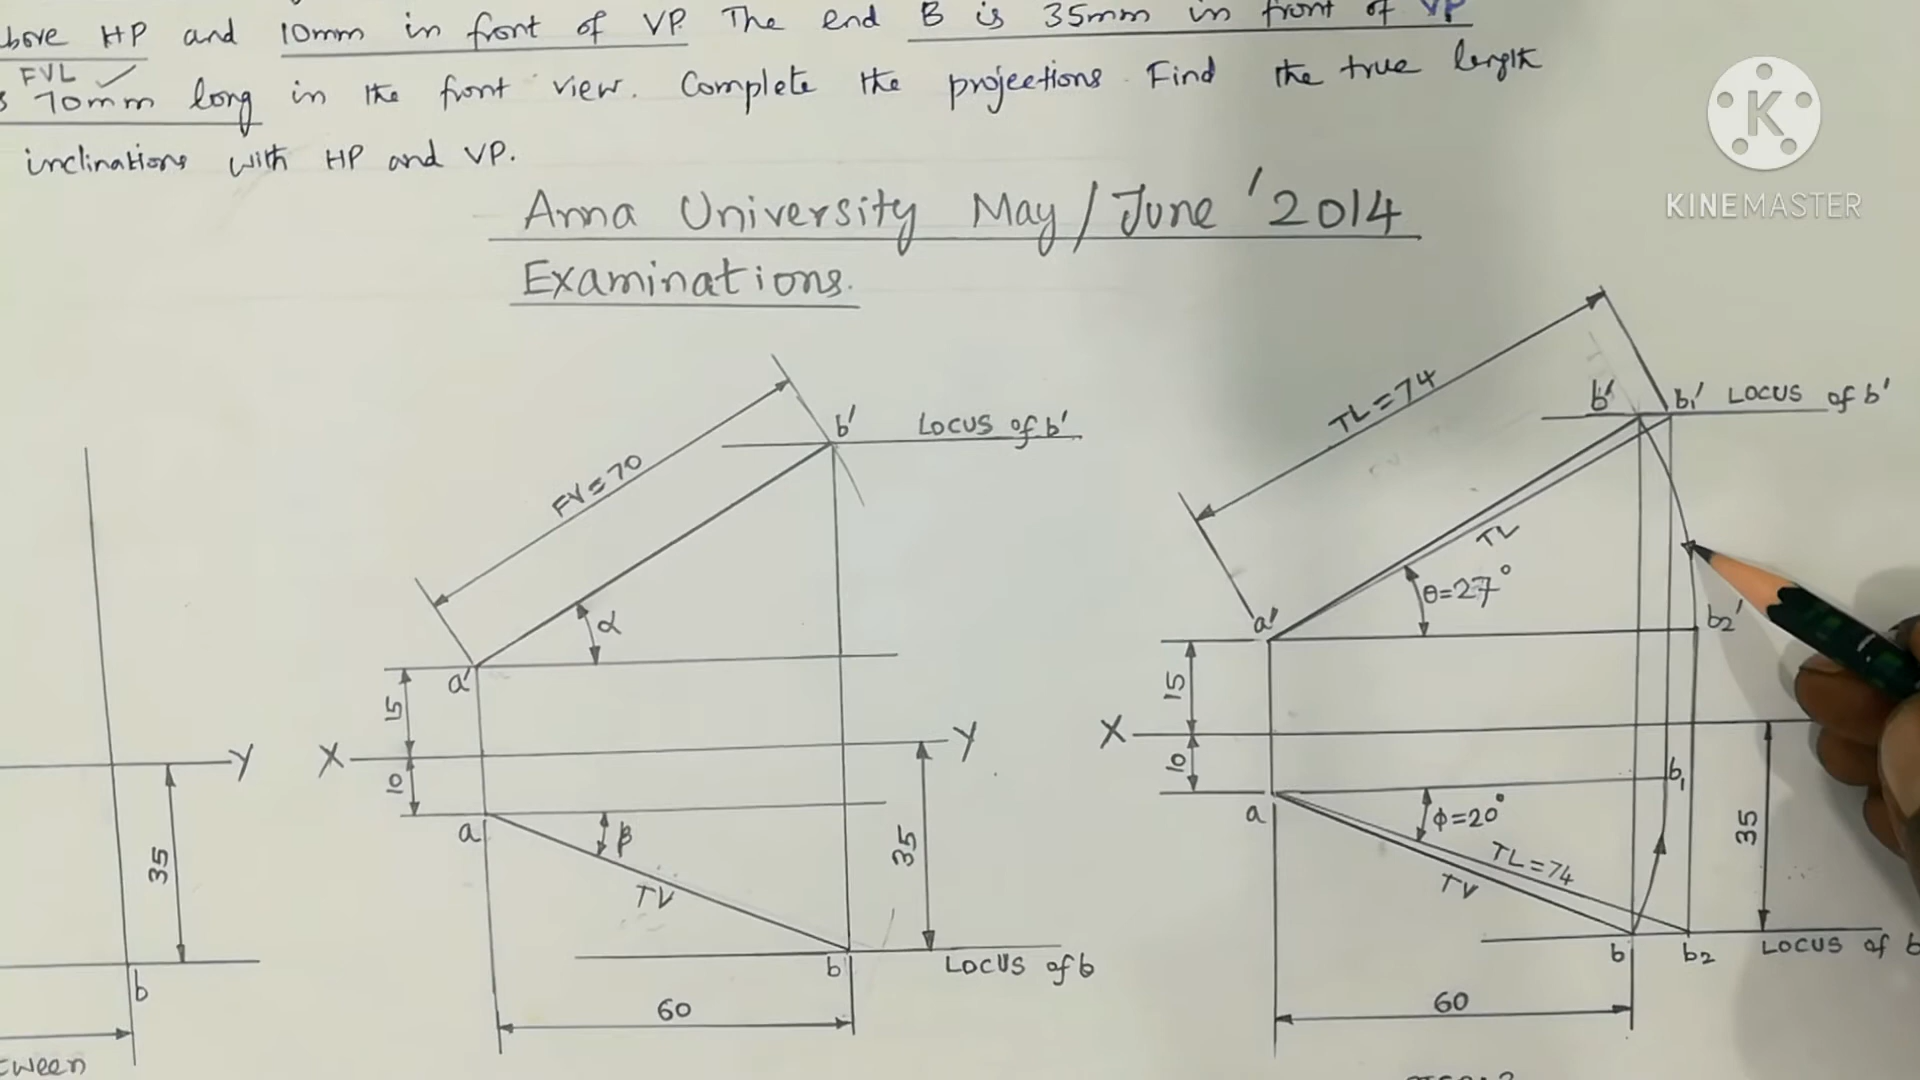 bove HP and 10mm in front of VP. The end B is 35mm in front of VP
FVL
70mm long in the front view. Complete the projections. Find the true length
inclinations with HP and VP.
Anna University May/June '2014
Examinations.
K
KINEMASTER
Y
35
b
FV=70
b'
LOCUS of b'
α
a'
15
X
Y
10
a
β
TV
35
b
LOCUS of b
60
TL=74
b'
b1'
LOCUS of b'
TL
θ=27°
a'
b2'
15
X
10
b1
a
ϕ=20°
TL=74
TV
35
b
b2
LOCUS of b
60